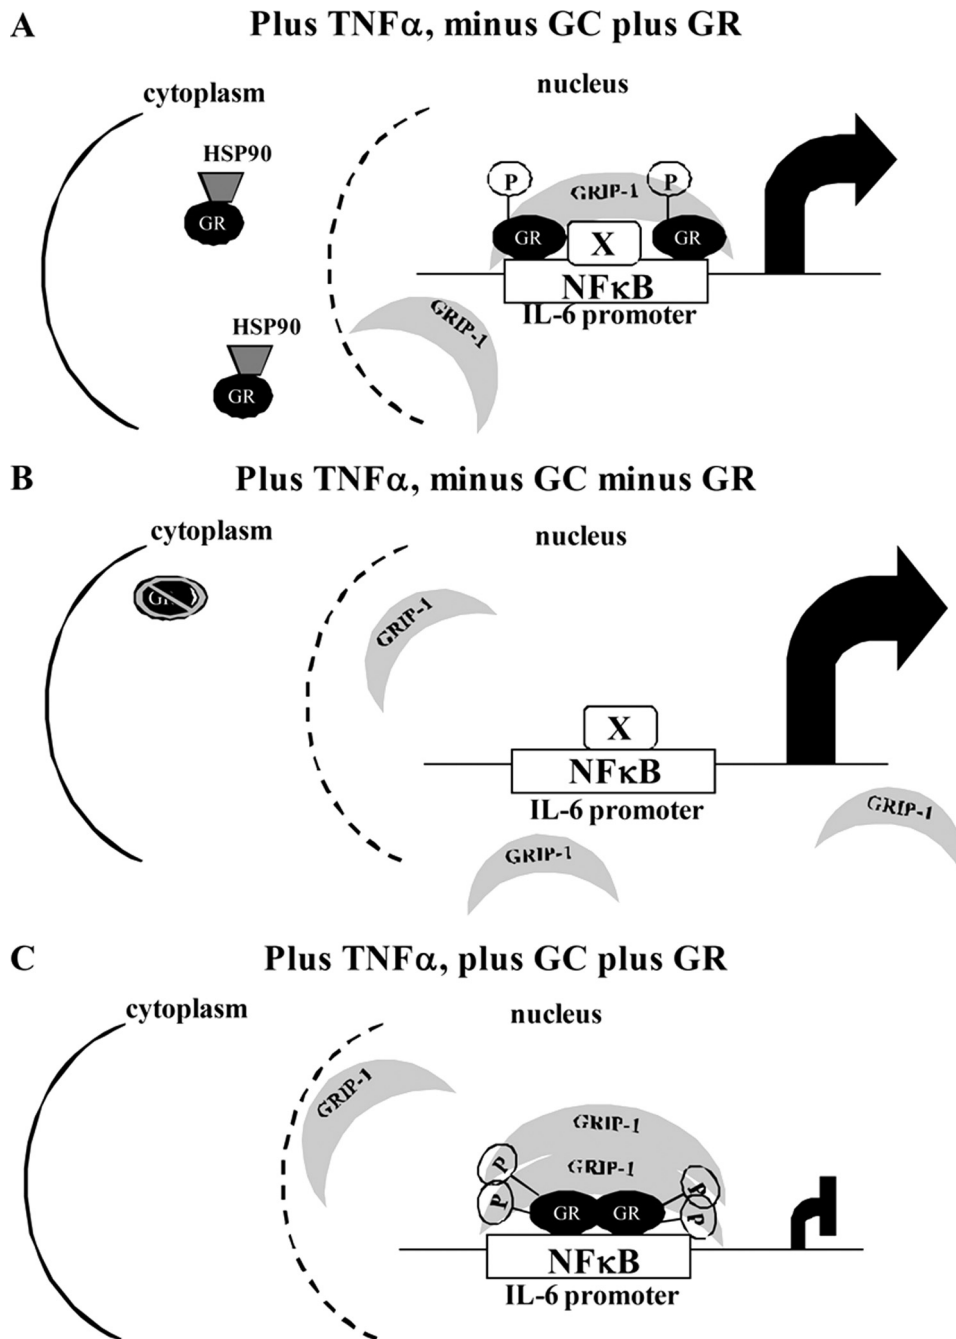 A
Plus TNFα, minus GC plus GR
cytoplasm
nucleus
HSP90
GR
P
GRIP-1
P
GR
X
GR
NFκB
IL-6 promoter
GRIP-1
HSP90
GR
B
Plus TNFα, minus GC minus GR
cytoplasm
nucleus
GRIP-1
X
NFκB
IL-6 promoter
GRIP-1
GRIP-1
C
Plus TNFα, plus GC plus GR
cytoplasm
nucleus
GRIP-1
GRIP-1
GRIP-1
P
P
P
P
GR
GR
NFκB
IL-6 promoter